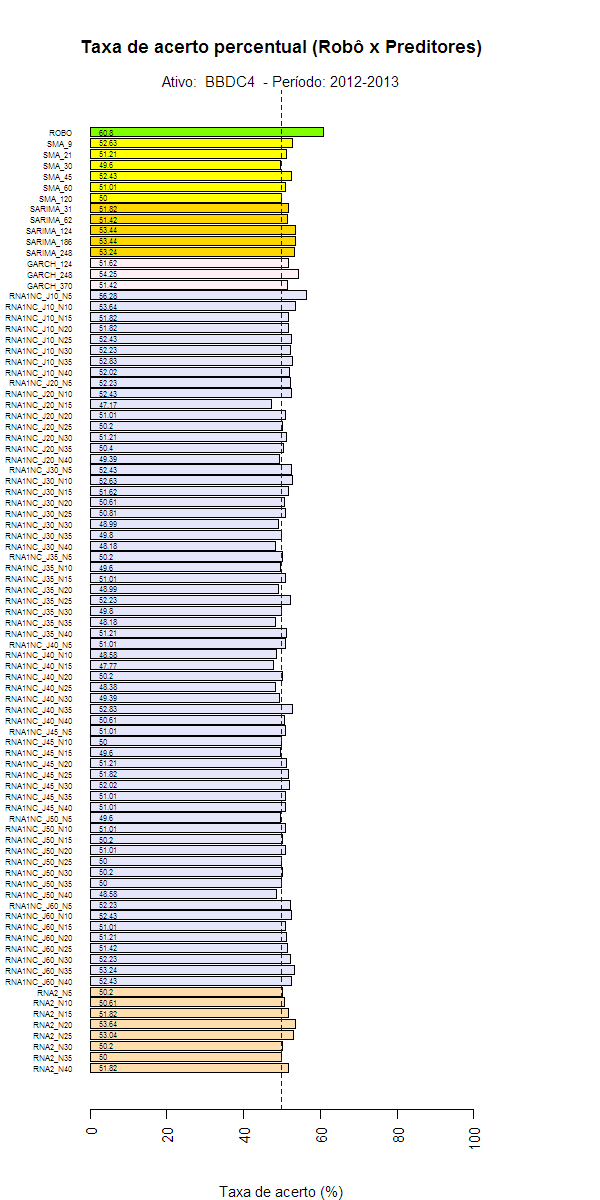 Taxa de acerto percentual (Robô x Preditores)
Ativo:  BBDC4  - Período: 2012-2013
ROBO 60.8
SMA_9 52.63
SMA_21 51.21
SMA_30 49.6
SMA_45 52.43
SMA_60 51.01
SMA_120 50
SARIMA_31 51.82
SARIMA_62 51.42
SARIMA_124 53.44
SARIMA_186 53.44
SARIMA_248 53.24
GARCH_124 51.62
GARCH_248 54.25
GARCH_370 51.42
RNA1NC_J10_N5 56.28
RNA1NC_J10_N10 53.64
RNA1NC_J10_N15 51.82
RNA1NC_J10_N20 51.82
RNA1NC_J10_N25 52.43
RNA1NC_J10_N30 52.23
RNA1NC_J10_N35 52.83
RNA1NC_J10_N40 52.02
RNA1NC_J20_N5 52.23
RNA1NC_J20_N10 52.43
RNA1NC_J20_N15 47.17
RNA1NC_J20_N20 51.01
RNA1NC_J20_N25 50.2
RNA1NC_J20_N30 51.21
RNA1NC_J20_N35 50.4
RNA1NC_J20_N40 49.39
RNA1NC_J30_N5 52.43
RNA1NC_J30_N10 52.63
RNA1NC_J30_N15 51.62
RNA1NC_J30_N20 50.61
RNA1NC_J30_N25 50.81
RNA1NC_J30_N30 48.99
RNA1NC_J30_N35 49.8
RNA1NC_J30_N40 48.18
RNA1NC_J35_N5 50.2
RNA1NC_J35_N10 49.6
RNA1NC_J35_N15 51.01
RNA1NC_J35_N20 48.99
RNA1NC_J35_N25 52.23
RNA1NC_J35_N30 49.8
RNA1NC_J35_N35 48.18
RNA1NC_J35_N40 51.21
RNA1NC_J40_N5 51.01
RNA1NC_J40_N10 48.58
RNA1NC_J40_N15 47.77
RNA1NC_J40_N20 50.2
RNA1NC_J40_N25 48.38
RNA1NC_J40_N30 49.39
RNA1NC_J40_N35 52.83
RNA1NC_J40_N40 50.61
RNA1NC_J45_N5 51.01
RNA1NC_J45_N10 50
RNA1NC_J45_N15 49.6
RNA1NC_J45_N20 51.21
RNA1NC_J45_N25 51.82
RNA1NC_J45_N30 52.02
RNA1NC_J45_N35 51.01
RNA1NC_J45_N40 51.01
RNA1NC_J50_N5 49.6
RNA1NC_J50_N10 51.01
RNA1NC_J50_N15 50.2
RNA1NC_J50_N20 51.01
RNA1NC_J50_N25 50
RNA1NC_J50_N30 50.2
RNA1NC_J50_N35 50
RNA1NC_J50_N40 48.58
RNA1NC_J60_N5 52.23
RNA1NC_J60_N10 52.43
RNA1NC_J60_N15 51.01
RNA1NC_J60_N20 51.21
RNA1NC_J60_N25 51.42
RNA1NC_J60_N30 52.23
RNA1NC_J60_N35 53.24
RNA1NC_J60_N40 52.43
RNA2_N5 50.2
RNA2_N10 50.61
RNA2_N15 51.82
RNA2_N20 53.64
RNA2_N25 53.04
RNA2_N30 50.2
RNA2_N35 50
RNA2_N40 51.82
0 20 40 60 80 100
Taxa de acerto (%)